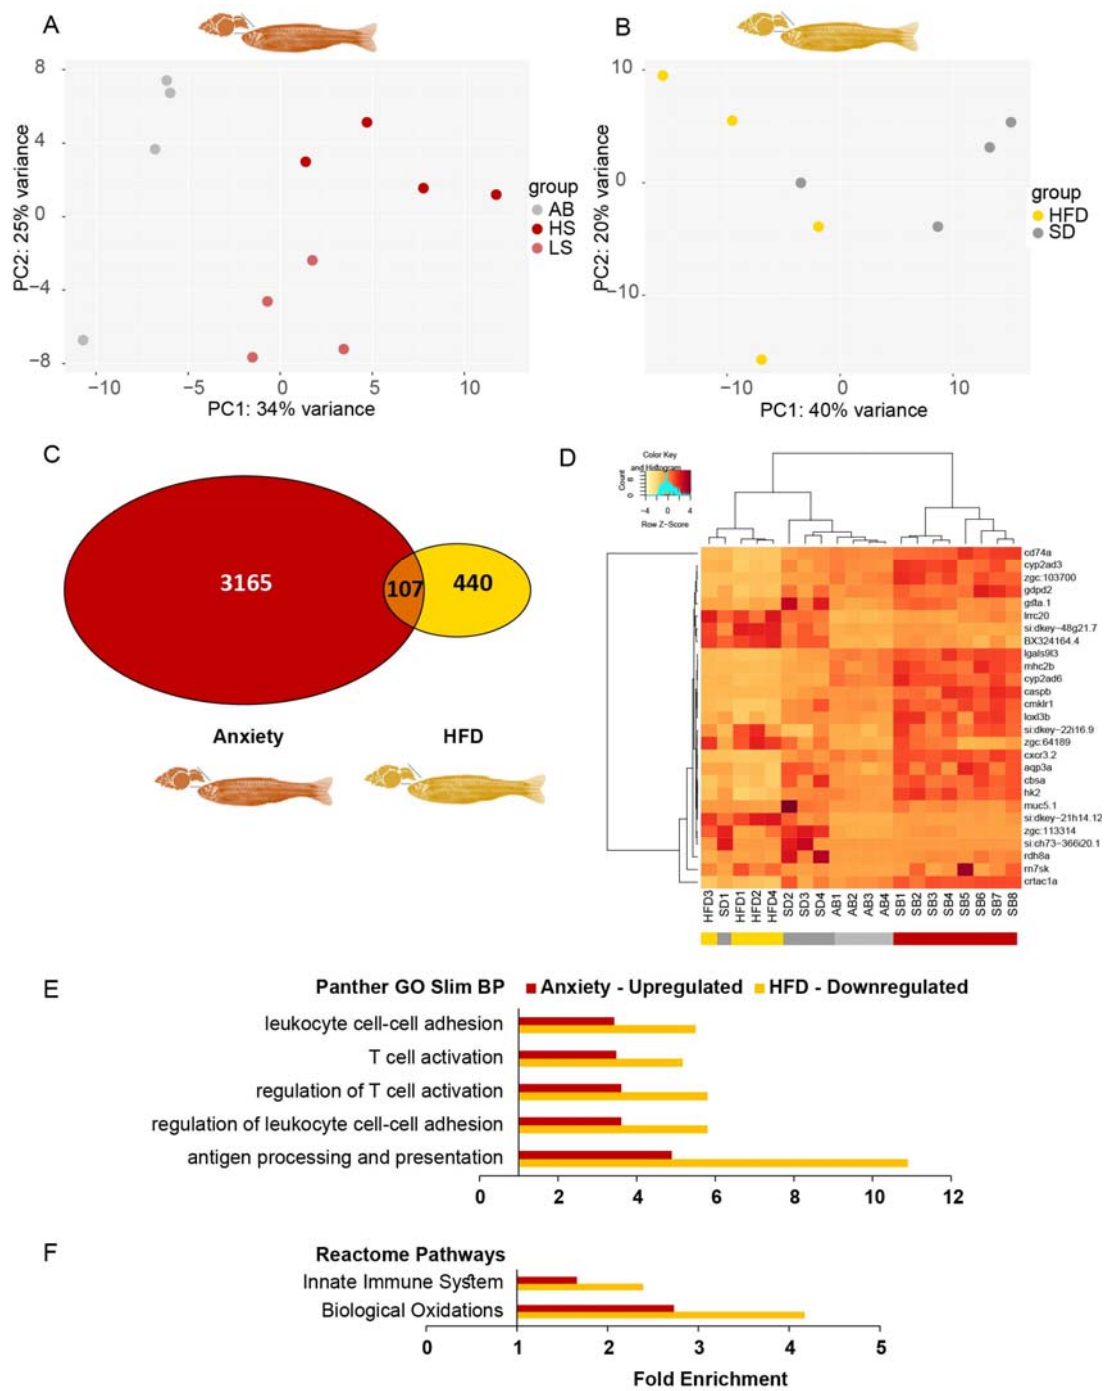 A
8
4
0
−4
−8
PC2: 25% variance
−10
−5
0
5
10
PC1: 34% variance
group
AB
HS
LS
B
10
0
−10
PC2: 20% variance
−10
0
10
PC1: 40% variance
group
HFD
SD
C
3165
107
440
Anxiety
HFD
D
Color Key
and Histogram
Count
0
−4
0
4
Row Z-Score
cd74a
cyp2ad3
zgc:103700
gdpd2
gsta.1
lrrc20
si:dkey-48g21.7
BX324164.4
lgals9l3
mhc2b
cyp2ad6
caspb
cmklr1
loxl3b
si:dkey-22i16.9
zgc:64189
cxcr3.2
aqp3a
cbsa
hk2
muc5.1
si:dkey-21h14.12
zgc:113314
si:ch73-366i20.1
rdh8a
rn7sk
crtac1a
HFD3
SD1
HFD1
HFD2
HFD4
SD2
SD3
SD4
AB1
AB2
AB3
AB4
SB1
SB2
SB3
SB4
SB5
SB6
SB7
SB8
E
Panther GO Slim BP
Anxiety - Upregulated
HFD - Downregulated
leukocyte cell-cell adhesion
T cell activation
regulation of T cell activation
regulation of leukocyte cell-cell adhesion
antigen processing and presentation
0
2
4
6
8
10
12
F
Reactome Pathways
Innate Immune System
Biological Oxidations
0
1
2
3
4
5
Fold Enrichment